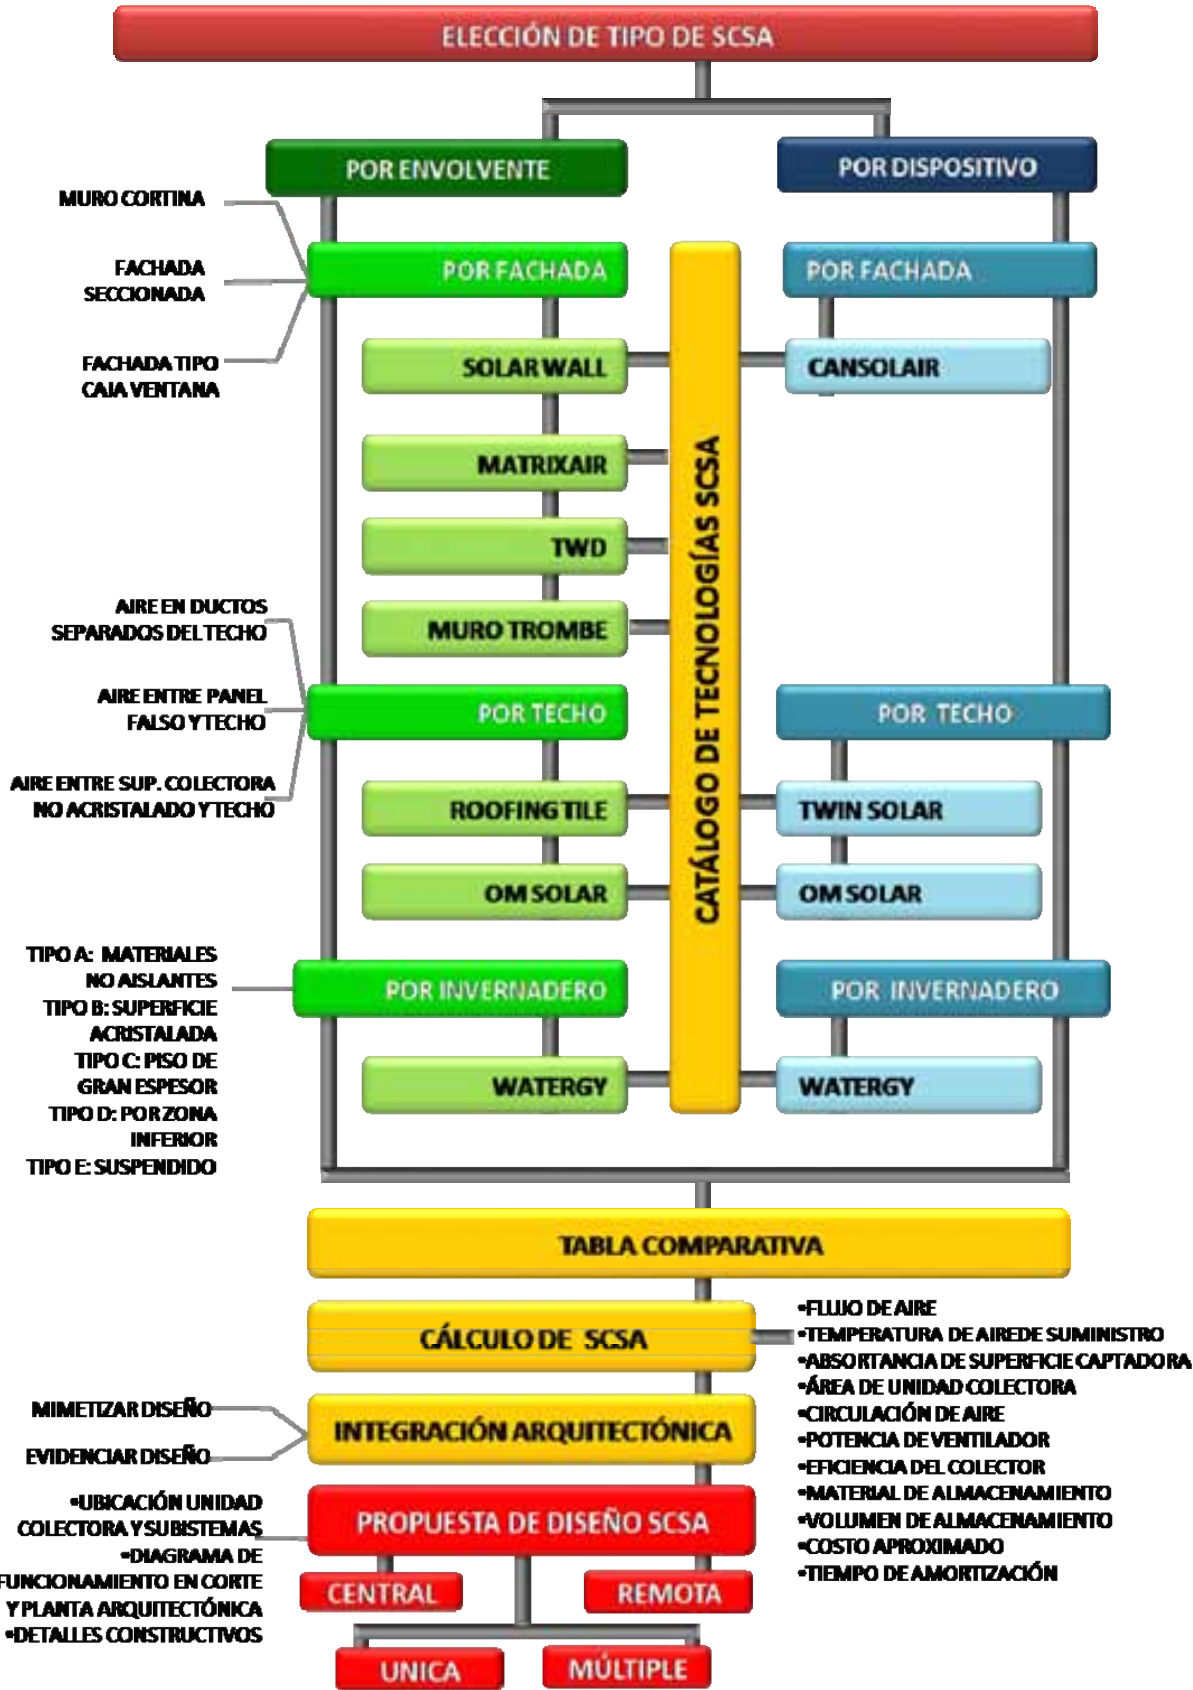 ELECCIÓN DE TIPO DE SCSA
POR ENVOLVENTE
POR DISPOSITIVO
MURO CORTINA
FACHADA
SECCIONADA
FACHADA TIPO
CAJA VENTANA
POR FACHADA
SOLAR WALL
MATRIXAIR
TWD
MURO TROMBE
AIRE EN DUCTOS
SEPARADOS DEL TECHO
AIRE ENTRE PANEL
FALSO Y TECHO
AIRE ENTRE SUP. COLECTORA
NO ACRISTALADO Y TECHO
POR TECHO
ROOFING TILE
OM SOLAR
TIPO A: MATERIALES
NO AISLANTES
TIPO B: SUPERFICIE
ACRISTALADA
TIPO C: PISO DE
GRAN ESPESOR
TIPO D: POR ZONA
INFERIOR
TIPO E: SUSPENDIDO
POR INVERNADERO
WATERGY
CATÁLOGO DE TECNOLOGÍAS SCSA
POR FACHADA
CANSOLAIR
POR TECHO
TWIN SOLAR
OM SOLAR
POR INVERNADERO
WATERGY
TABLA COMPARATIVA
CÁLCULO DE SCSA
•FLUJO DE AIRE
•TEMPERATURA DE AIREDE SUMINISTRO
•ABSORTANCIA DE SUPERFICIE CAPTADORA
•ÁREA DE UNIDAD COLECTORA
•CIRCULACIÓN DE AIRE
•POTENCIA DE VENTILADOR
•EFICIENCIA DEL COLECTOR
•MATERIAL DE ALMACENAMIENTO
•VOLUMEN DE ALMACENAMIENTO
•COSTO APROXIMADO
•TIEMPO DE AMORTIZACIÓN
MIMETIZAR DISEÑO
EVIDENCIAR DISEÑO
INTEGRACIÓN ARQUITECTÓNICA
•UBICACIÓN UNIDAD
COLECTORA Y SUBISTEMAS
•DIAGRAMA DE
FUNCIONAMIENTO EN CORTE
Y PLANTA ARQUITECTÓNICA
•DETALLES CONSTRUCTIVOS
PROPUESTA DE DISEÑO SCSA
CENTRAL
REMOTA
UNICA
MÚLTIPLE